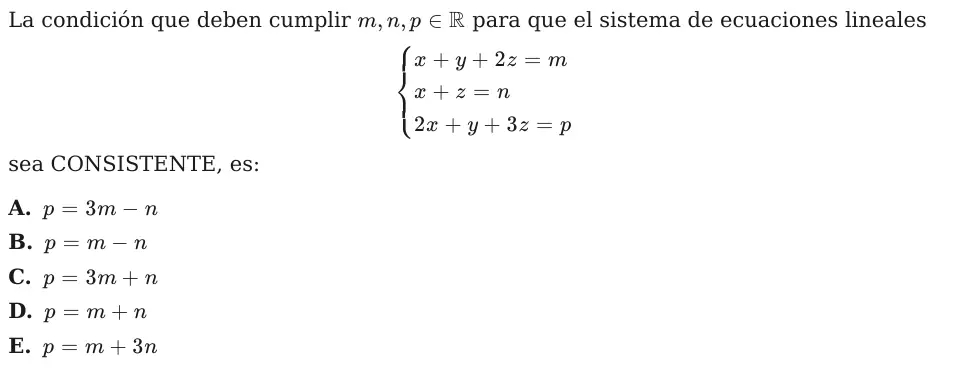 La condición que deben cumplir m, n, p ∈ ℝ para que el sistema de ecuaciones lineales
x + y + 2z = m
x + z = n
2x + y + 3z = p
sea CONSISTENTE, es:
A. p = 3m − n
B. p = m − n
C. p = 3m + n
D. p = m + n
E. p = m + 3n